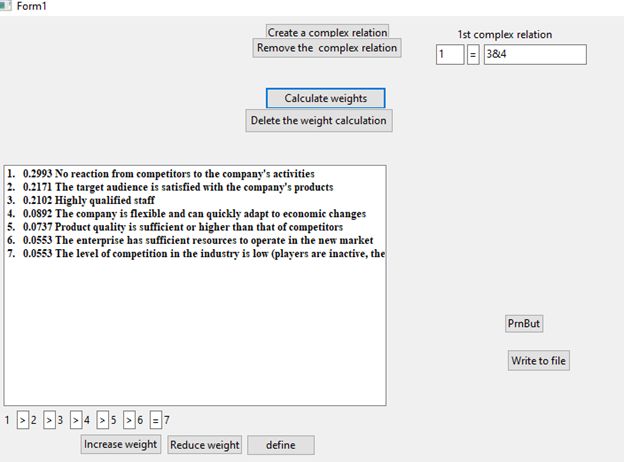 Form1
Create a complex relation
Remove the complex relation
1st complex relation
1 = 3&4
Calculate weights
Delete the weight calculation
1. 0.2993 No reaction from competitors to the company's activities
2. 0.2171 The target audience is satisfied with the company's products
3. 0.2102 Highly qualified staff
4. 0.0892 The company is flexible and can quickly adapt to economic changes
5. 0.0737 Product quality is sufficient or higher than that of competitors
6. 0.0553 The enterprise has sufficient resources to operate in the new market
7. 0.0553 The level of competition in the industry is low (players are inactive, the
PrnBut
Write to file
1 > 2 > 3 > 4 > 5 > 6 = 7
Increase weight Reduce weight define